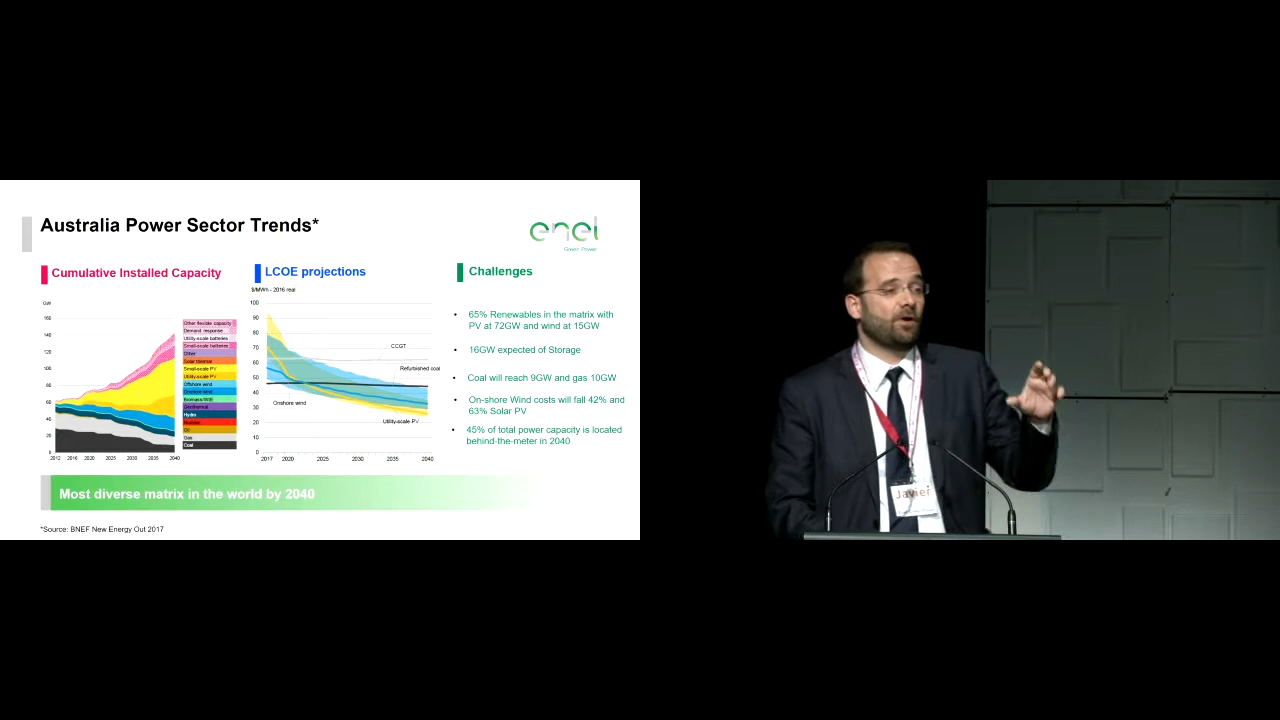 Australia Power Sector Trends*
enel
Green Power
Cumulative Installed Capacity
GW
160
140
120
100
80
60
40
20
0
2012 2016 2020 2025 2030 2035 2040
Other flexible capacity
Demand response
Utility-scale batteries
Small-scale batteries
Other
Solar thermal
Small-scale PV
Utility-scale PV
Offshore wind
Onshore wind
Biomass/WtE
Geothermal
Hydro
Nuclear
Oil
Gas
Coal
LCOE projections
$/MWh - 2016 real
100
90
80
70
60
50
40
30
20
10
0
CCGT
Refurbished coal
Onshore wind
Utility-scale PV
2017 2020 2025 2030 2035 2040
Challenges
• 65% Renewables in the matrix with
PV at 72GW and wind at 15GW
• 16GW expected of Storage
• Coal will reach 9GW and gas 10GW
• On-shore Wind costs will fall 42% and
63% Solar PV
• 45% of total power capacity is located
behind-the-meter in 2040
Most diverse matrix in the world by 2040
*Source: BNEF New Energy Out 2017
Javier